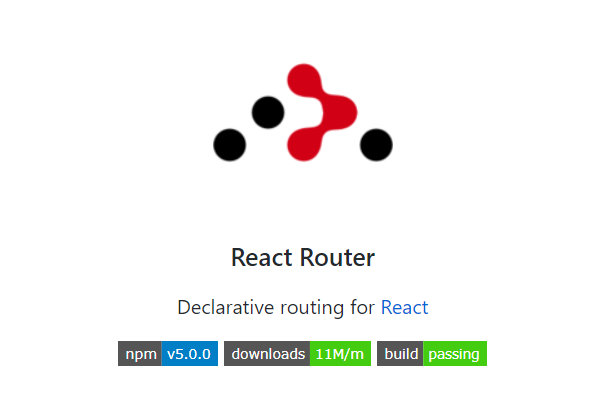 React Router
Declarative routing for React
npm v5.0.0 downloads 11M/m build passing